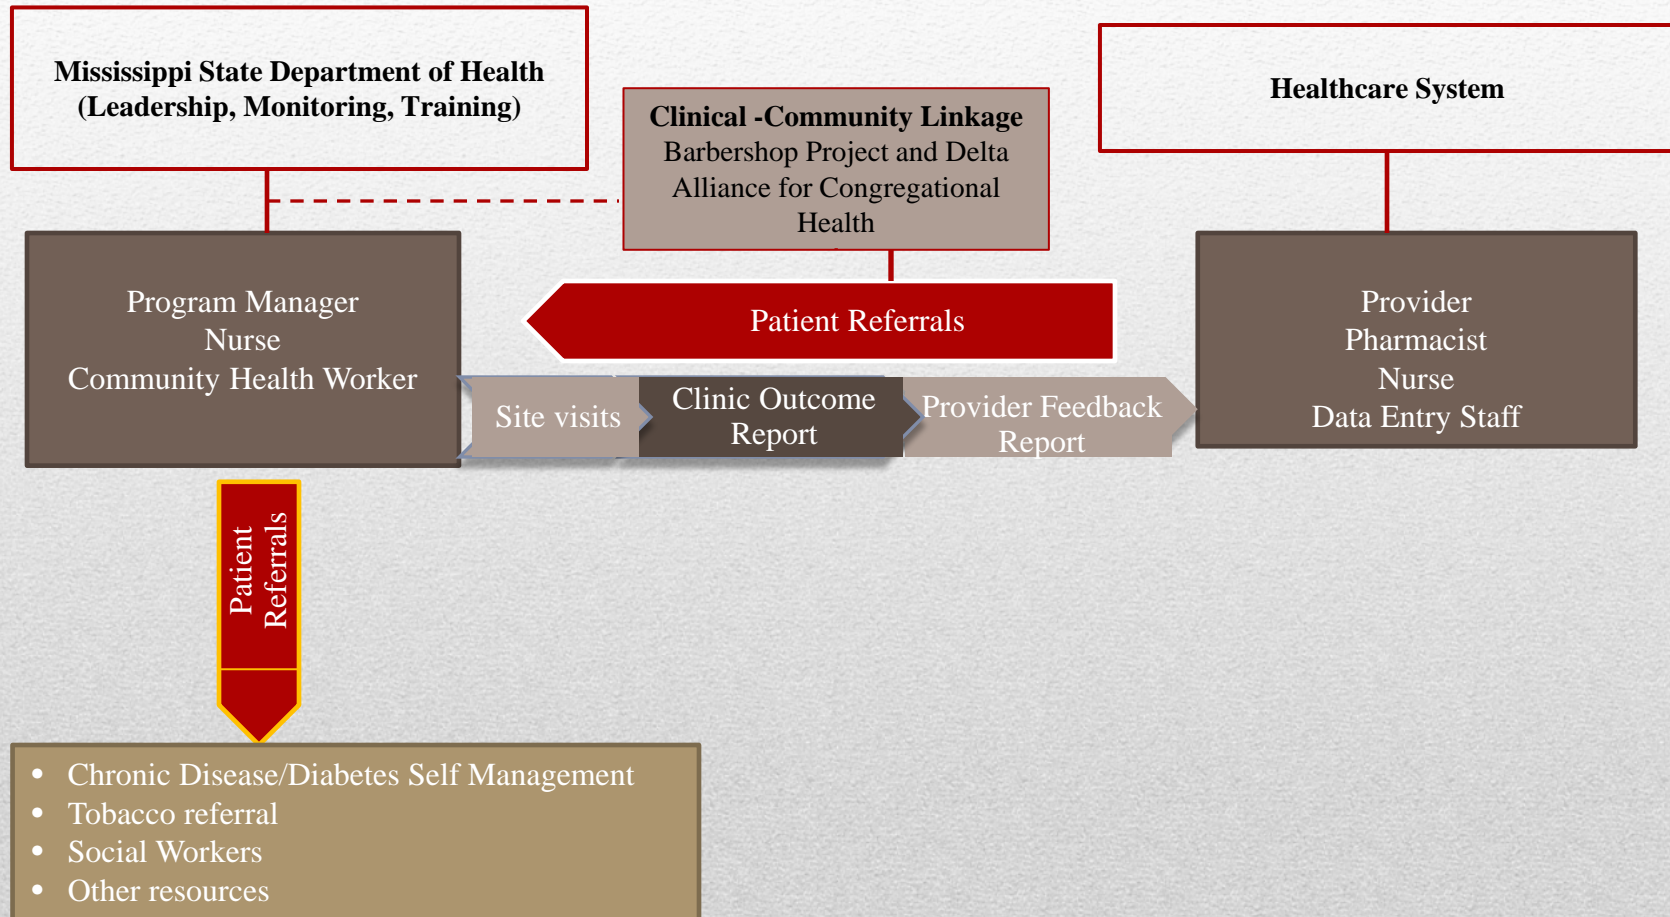 Mississippi State Department of Health
(Leadership, Monitoring, Training)
Clinical -Community Linkage
Barbershop Project and Delta
Alliance for Congregational
Health
Healthcare System
Program Manager
Nurse
Community Health Worker
Patient Referrals
Provider
Pharmacist
Nurse
Data Entry Staff
Site visits
Clinic Outcome
Report
Provider Feedback
Report
Patient
Referrals
• Chronic Disease/Diabetes Self Management
• Tobacco referral
• Social Workers
• Other resources